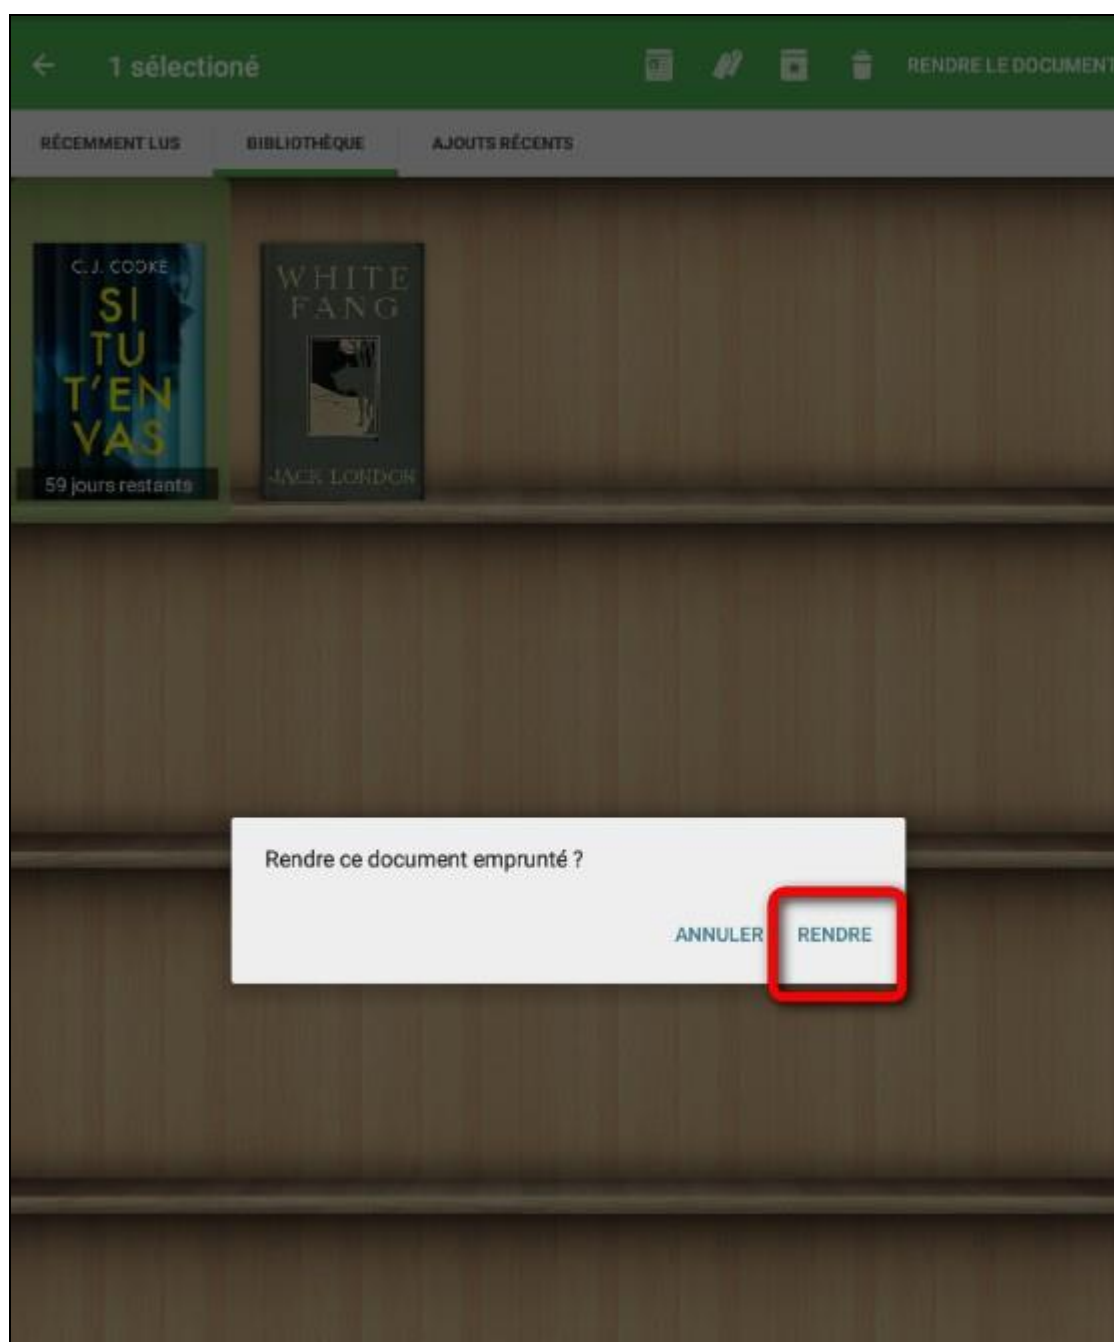 1 sélectioné
RENDRE LE DOCUMENT
RÉCEMMENT LUS
BIBLIOTHÈQUE
AJOUTS RÉCENTS
C. J. COOKE
SI
TU
T'EN
VAS
59 jours restants
WHITE
FANG
JACK LONDON
Rendre ce document emprunté ?
ANNULER
RENDRE